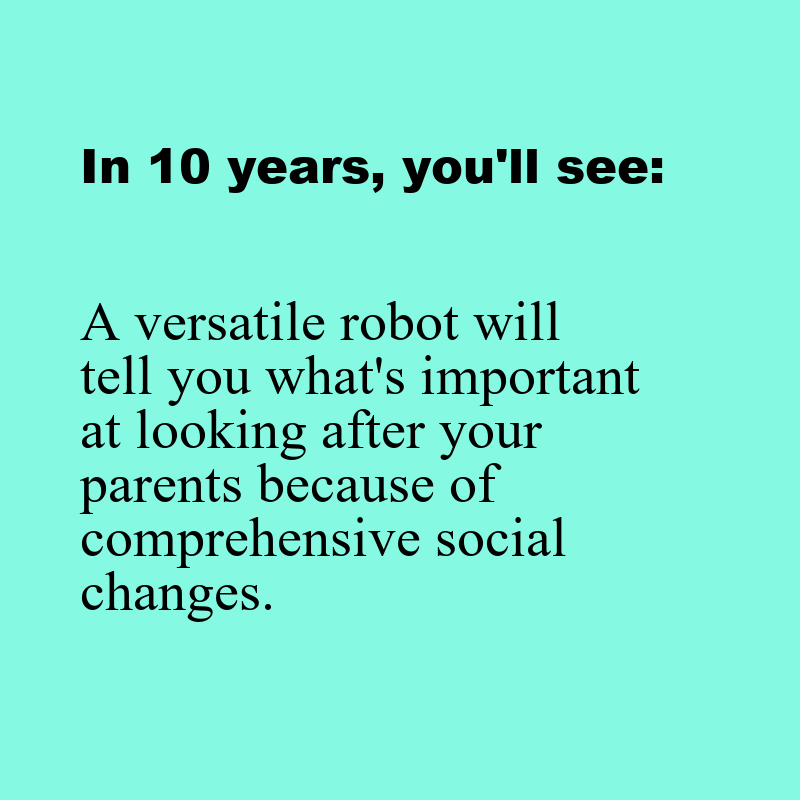 In 10 years, you'll see:
A versatile robot will
tell you what's important
at looking after your
parents because of
comprehensive social
changes.